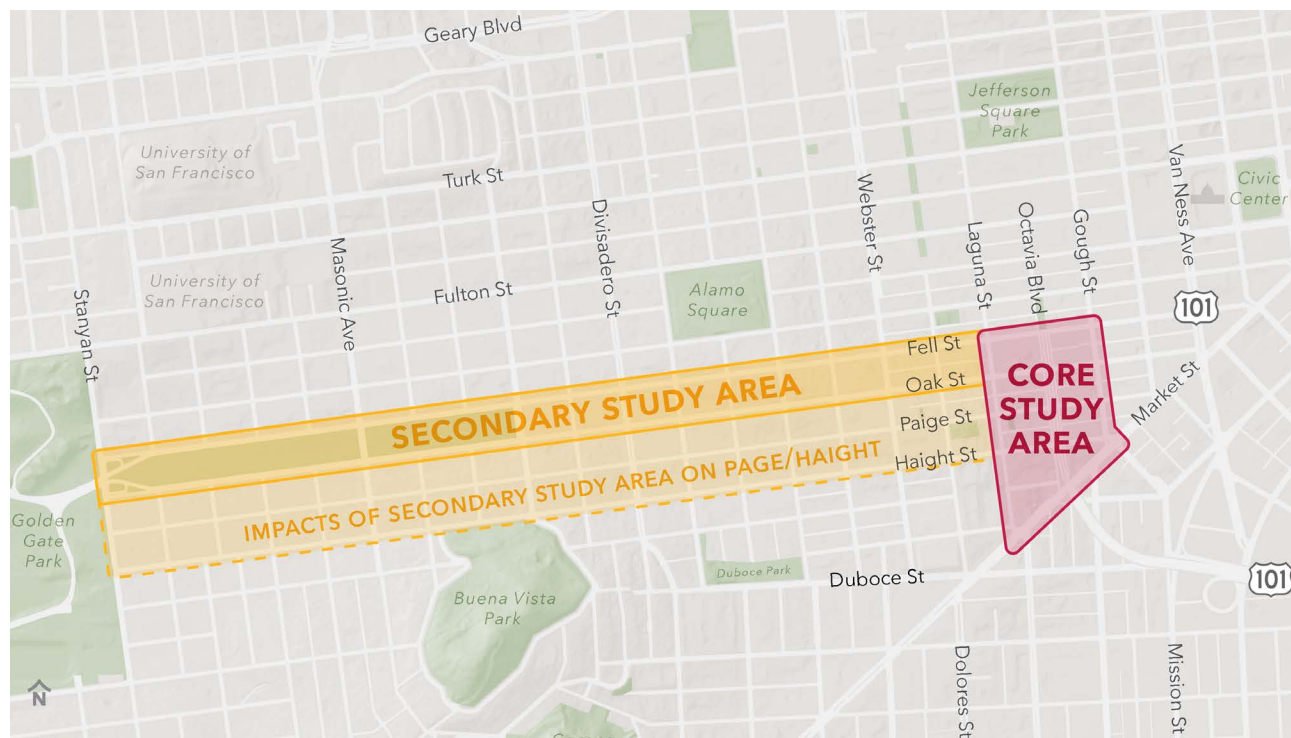 Geary Blvd
Jefferson
Square
Park
University of
San Francisco
Turk St
Van Ness Ave
Civic
Center
Webster St
Divisadero St
Octavia Blvd
Gough St
Laguna St
Masonic Ave
University of
San Francisco
Fulton St
Alamo
Square
Stanyan St
101
Fell St
Oak St
Paige St
Haight St
CORE
STUDY
AREA
Market St
SECONDARY STUDY AREA
IMPACTS OF SECONDARY STUDY AREA ON PAGE/HAIGHT
Golden
Gate
Park
Duboce Park
Duboce St
101
Buena Vista
Park
Dolores St
Mission St
N